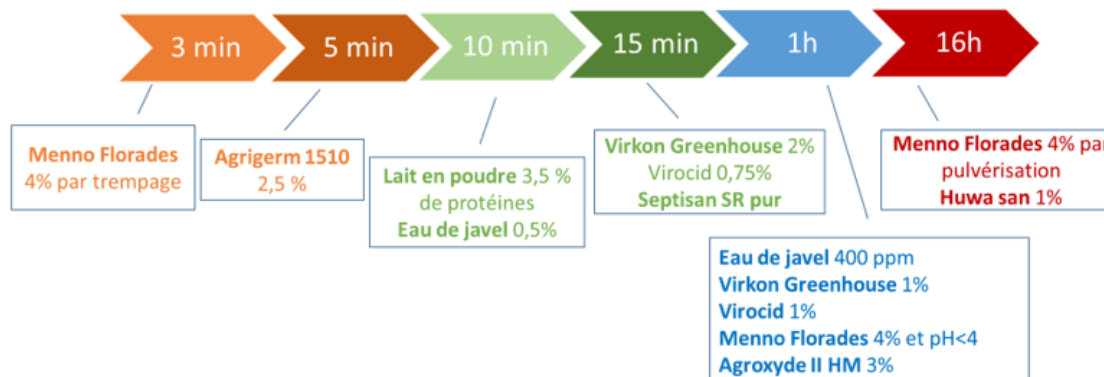 3 min
5 min
10 min
15 min
1h
16h
Menno Florades
4% par trempage
Agrigerm 1510
2,5 %
Lait en poudre 3,5 %
de protéines
Eau de javel 0,5%
Virkon Greenhouse 2%
Virocid 0,75%
Septisan SR pur
Menno Florades 4% par
pulvérisation
Huwa san 1%
Eau de javel 400 ppm
Virkon Greenhouse 1%
Virocid 1%
Menno Florades 4% et pH<4
Agroxyde II HM 3%